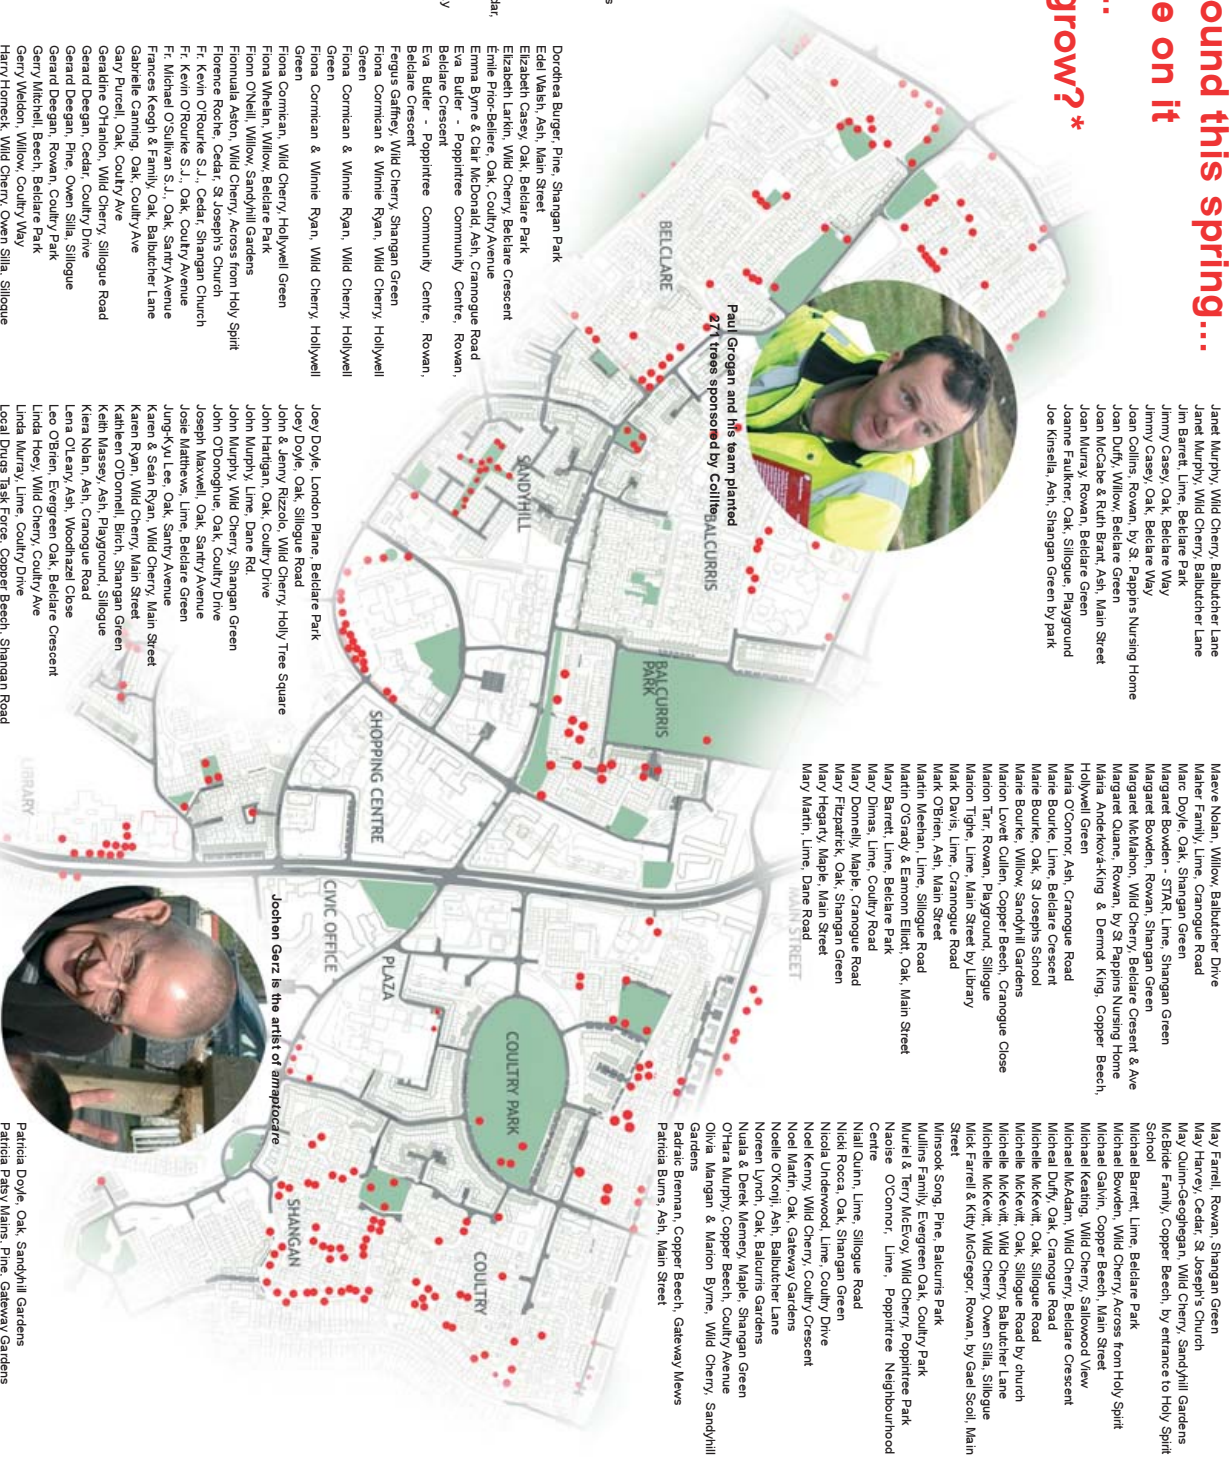 ound this spring...
e on it
...
grow?*
Dorothea Burger, Pine, Shangan Park
Edel Walsh, Ash, Main Street
Elizabeth Casey, Oak, Belclare Park
Elizabeth Larkin, Wild Cherry, Belclare Crescent
Émile Prior-Beliere, Oak, Coultry Avenue
Emma Byrne & Clair McDonald, Ash, Crannogue Road
Eva Butler - Poppintree Community Centre, Rowan,
Belclare Crescent
Eva Butler - Poppintree Community Centre, Rowan,
Belclare Crescent
Fergus Gaffney, Wild Cherry, Shangan Green
Fiona Cormican & Winnie Ryan, Wild Cherry, Hollywell
Green
Fiona Cormican & Winnie Ryan, Wild Cherry, Hollywell
Green
Fiona Cormican & Winnie Ryan, Wild Cherry, Hollywell
Green
Fiona Cormican, Wild Cherry, Hollywell Green
Fiona Whelan, Willow, Belclare Park
Fionn O'Neill, Willow, Sandyhill Gardens
Fionnuala Aston, Wild Cherry, Across from Holy Spirit
Florence Roche, Cedar, St Joseph's Church
Fr. Kevin O'Rourke S.J., Cedar, Shangan Church
Fr. Kevin O'Rourke S.J., Oak, Coultry Avenue
Fr. Michael O'Sullivan S.J., Oak, Santry Avenue
Frances Keogh & Family, Oak, Balbutcher Lane
Gabrielle Canning, Oak, Coultry Ave
Gary Purcell, Oak, Coultry Ave
Geraldine O'Hanlon, Wild Cherry, Sillogue Road
Gerard Deegan, Cedar, Coultry Drive
Gerard Deegan, Pine, Owen Silla, Sillogue
Gerard Deegan, Rowan, Coultry Park
Gerry Mitchell, Beech, Belclare Park
Gerry Weldon, Willow, Coultry Way
Harry Homeck, Wild Cherry, Owen Silla, Sillogue
Joey Doyle, London Plane, Belclare Park
Joey Doyle, Oak, Sillogue Road
John & Jenny Rizzolo, Wild Cherry, Holly Tree Square
John Hartigan, Oak, Coultry Drive
John Murphy, Lime, Dane Rd.
John Murphy, Wild Cherry, Shangan Green
John O'Donoghue, Oak, Coultry Drive
Joseph Maxwell, Oak, Santry Avenue
Josie Matthews, Lime, Belclare Green
Jung-Kyu Lee, Oak, Santry Avenue
Karen & Seán Ryan, Wild Cherry, Main Street
Karen Ryan, Wild Cherry, Main Street
Kathleen O'Donnell, Birch, Shangan Green
Keith Massey, Ash, Playground, Sillogue
Kiera Nolan, Ash, Cranogue Road
Lena O'Leary, Ash, Woodhazel Close
Leo O'Brien, Evergreen Oak, Belclare Crescent
Linda Hoey, Wild Cherry, Coultry Ave
Linda Murray, Lime, Coultry Drive
Local Drugs Task Force, Copper Beech, Shangan Road
Janet Murphy, Wild Cherry, Balbutcher Lane
Janet Murphy, Wild Cherry, Balbutcher Lane
Jim Barrett, Lime, Belclare Park
Jimmy Casey, Oak, Belclare Way
Jimmy Casey, Oak, Belclare Way
Joan Collins, Rowan, by St. Pappins Nursing Home
Joan Duffy, Willow, Belclare Green
Joan McCabe & Ruth Brant, Ash, Main Street
Joan Murray, Rowan, Belclare Green
Joanne Faulkner, Oak, Sillogue, Playground
Joe Kinsella, Ash, Shangan Green by park
Maeve Nolan, Willow, Balbutcher Drive
Maher Family, Lime, Cranogue Road
Marc Doyle, Oak, Shangan Green
Margaret Bowden - STAR, Lime, Shangan Green
Margaret Bowden, Rowan, Shangan Green
Margaret McMahon, Wild Cherry, Belclare Cresent & Ave
Margaret Quane, Rowan, by St Pappins Nursing Home
Mária Anderková-King & Dermot King, Copper Beech,
Hollywell Green
Maria O'Connor, Ash, Cranogue Road
Marie Bourke, Lime, Belclare Crescent
Marie Bourke, Oak, St Josephs School
Marie Bourke, Willow, Sandyhill Gardens
Marion Lovett Cullen, Copper Beech, Cranogue Close
Marion Tarr, Rowan, Playground, Sillogue
Marion Tighe, Lime, Main Street by Library
Mark Davis, Lime, Crannogue Road
Mark O'Brien, Ash, Main Street
Martin Meehan, Lime, Sillogue Road
Martin O'Grady & Eamonn Elliott, Oak, Main Street
Mary Barrett, Lime, Belclare Park
Mary Dimas, Lime, Coultry Road
Mary Donnelly, Maple, Cranogue Road
Mary Fitzpatrick, Oak, Shangan Green
Mary Hegarty, Maple, Main Street
Mary Martin, Lime, Dane Road
May Farrell, Rowan, Shangan Green
May Harvey, Cedar, St Joseph's Church
May Quinn-Geoghegan, Wild Cherry, Sandyhill Gardens
McBride Family, Copper Beech, by entrance to Holy Spirit
School
Michael Barrett, Lime, Belclare Park
Michael Bowden, Wild Cherry, Across from Holy Spirit
Michael Galvin, Copper Beech, Main Street
Michael Keating, Wild Cherry, Sallowood View
Michael McAdam, Wild Cherry, Belclare Crescent
Micheal Duffy, Oak, Cranogue Road
Michelle McKevitt, Oak, Sillogue Road
Michelle McKevitt, Oak, Sillogue Road by church
Michelle McKevitt, Wild Cherry, Balbutcher Lane
Michelle McKevitt, Wild Cherry, Owen Silla, Sillogue
Mick Farrell & Kitty McGregor, Rowan, by Gael Scoil, Main
Street
Minsook Song, Pine, Balcurris Park
Mullins Family, Evergreen Oak, Coultry Park
Muriel & Terry McEvoy, Wild Cherry, Poppintree Park
Naoise O'Connor, Lime, Poppintree Neighbourhood
Centre
Niall Quinn, Lime, Sillogue Road
Nicki Rocca, Oak, Shangan Green
Nicola Underwood, Lime, Coultry Drive
Noel Kenny, Wild Cherry, Coultry Crescent
Noel Martin, Oak, Gateway Gardens
Noelle O'Konji, Ash, Balbutcher Lane
Noreen Lynch, Oak, Balcurris Gardens
Nuala & Derek Memery, Maple, Shangan Green
O'Hara Murphy, Copper Beech, Coultry Avenue
Olivia Mangan & Marion Byrne, Wild Cherry, Sandyhill
Gardens
Padraic Brennan, Copper Beech, Gateway Mews
Patricia Burns, Ash, Main Street
Patricia Doyle, Oak, Sandyhill Gardens
Patricia Patsy Mains, Pine, Gateway Gardens
BELCLARE
Paul Grogan and his team planted
271 trees sponsored by Coillte
BALCURRIS
SANDYHILL
BALCURRIS
PARK
SHOPPING CENTRE
LIBRARY
MAIN STREET
CIVIC OFFICE
PLAZA
Jochen Gerz is the artist of amaptocare
COULTRY PARK
SHANGAN
COULTRY